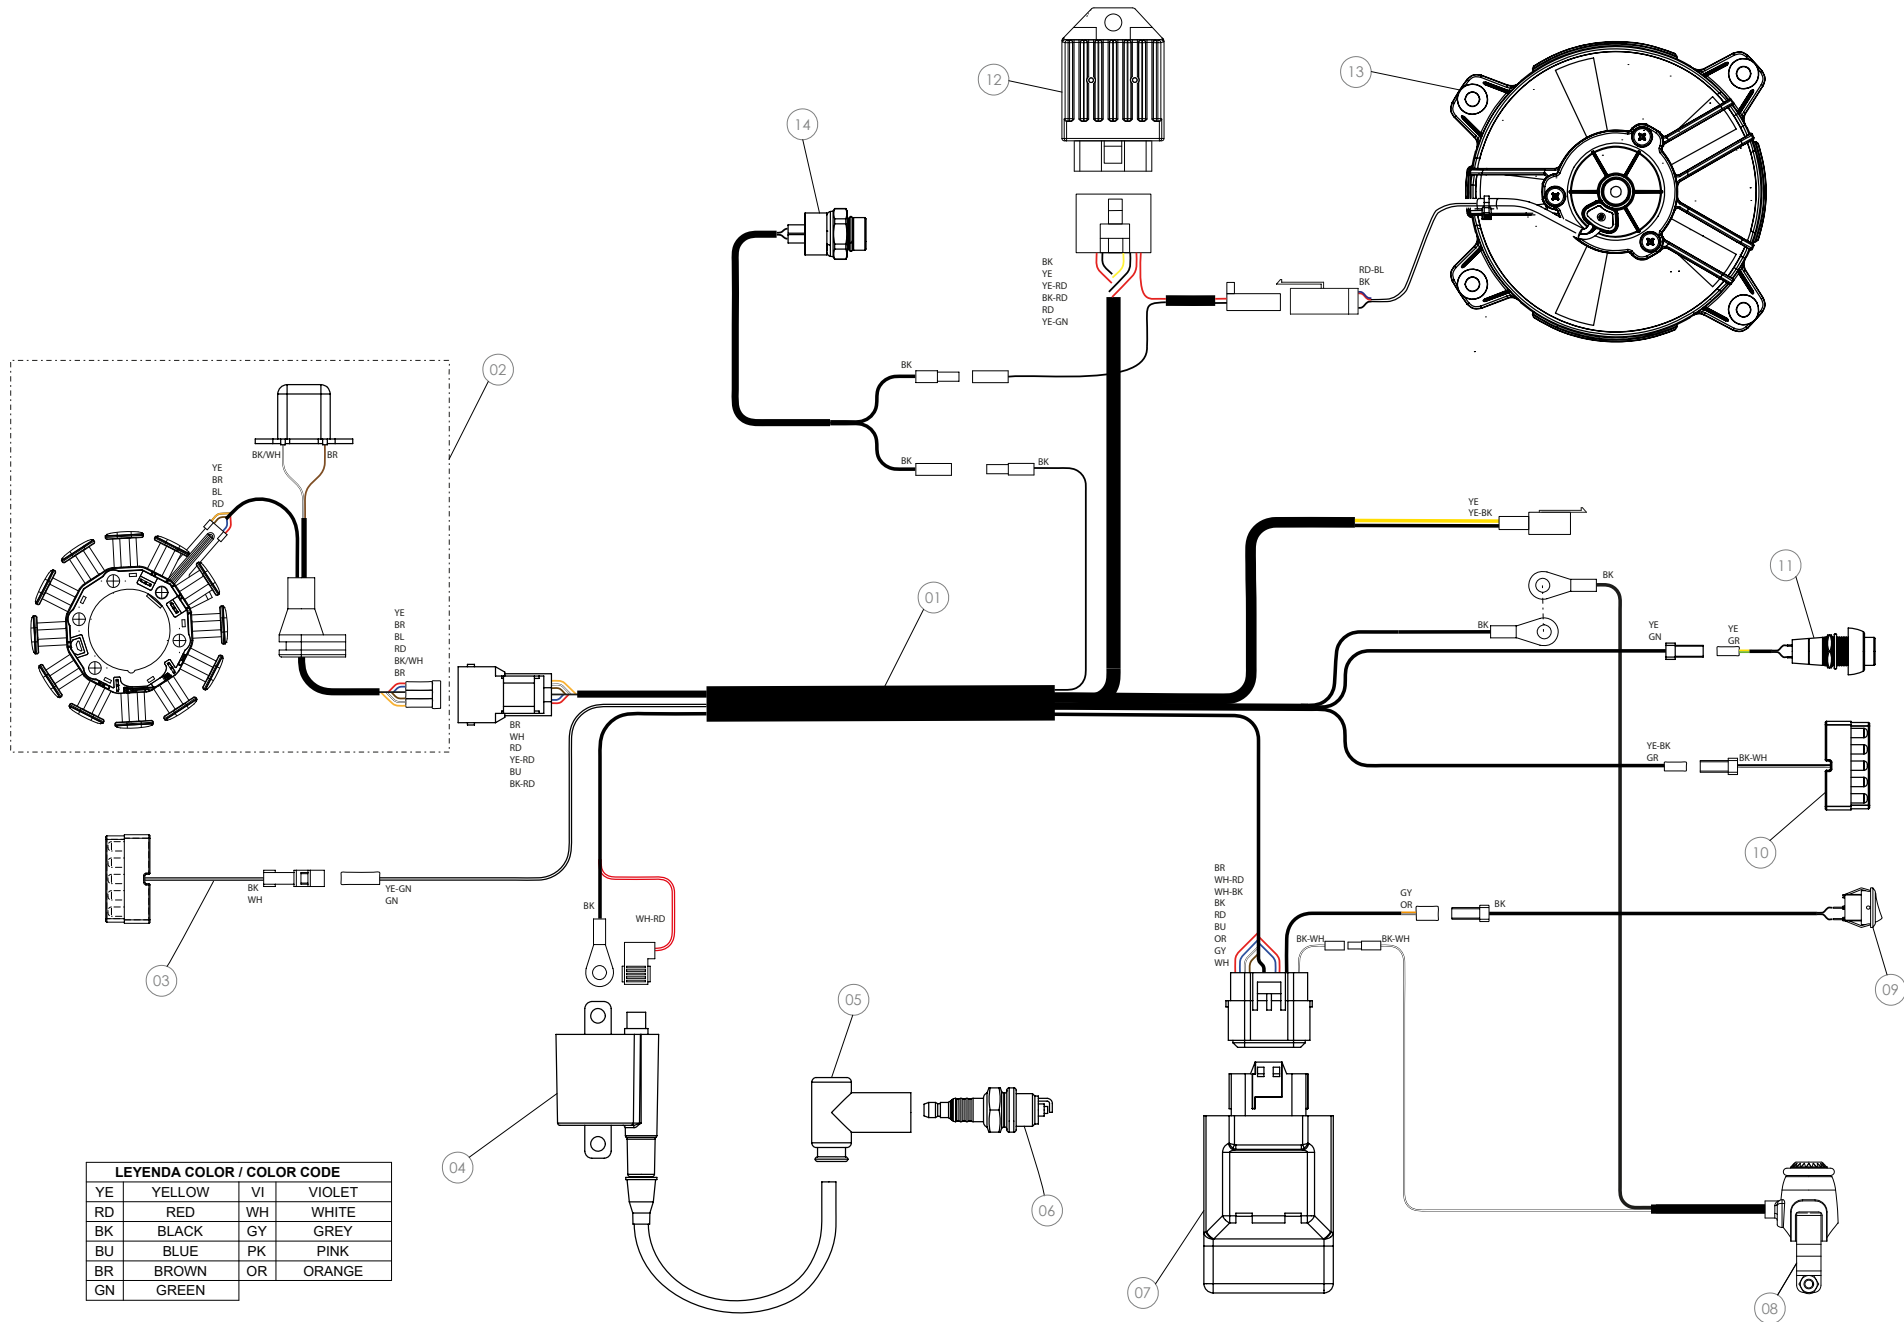 12
13
14
BK
YE
YE-RD
BK-RD
RD
YE-GN
RD-BL
BK
02
BK
BK/WH
BR
YE
BR
BL
RD
BK
BK
YE
YE-BK
01
11
BK
BK
YE
GN
YE
GR
YE
BR
BL
RD
BK/WH
BR
BR
WH
RD
YE-RD
BU
BK-RD
YE-BK
GR
BK-WH
10
03
BK
WH
YE-GN
GN
BK
WH-RD
BR
WH-RD
WH-BK
BK
RD
BU
OR
GY
WH
GY
OR
BK
BK-WH
BK-WH
09
05
04
06
07
08
LEYENDA COLOR / COLOR CODE
YE YELLOW VI VIOLET
RD RED WH WHITE
BK BLACK GY GREY
BU BLUE PK PINK
BR BROWN OR ORANGE
GN GREEN